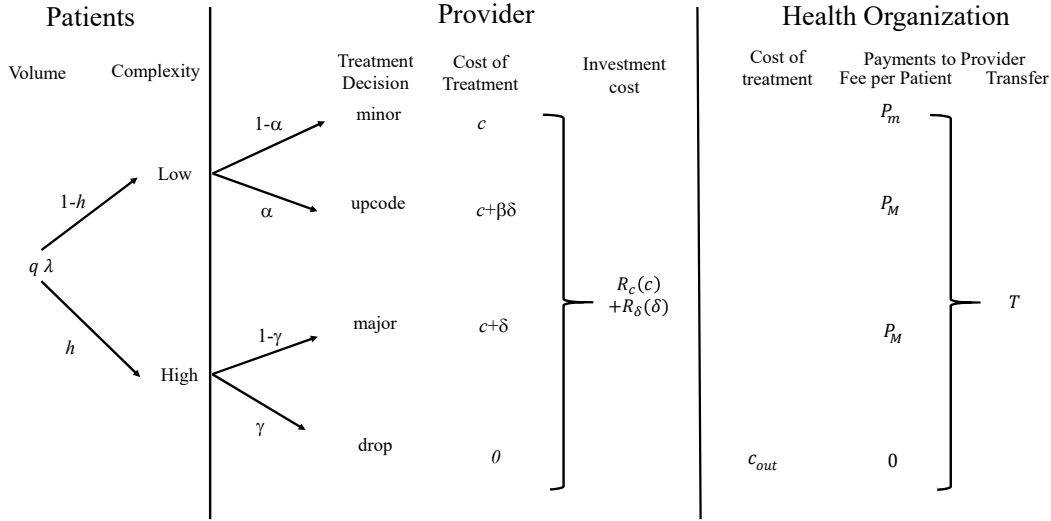 Patients
Provider
Health Organization
Volume
Complexity
Treatment
Decision
Cost of
Treatment
Investment
cost
Cost of
treatment
Payments to Provider
Fee per Patient
Transfer
1-α
minor
c
P_m
Low
1-h
α
upcode
c+βδ
P_M
q λ
R_c(c)
+R_δ(δ)
T
h
1-γ
major
c+δ
P_M
High
γ
drop
0
c_out
0